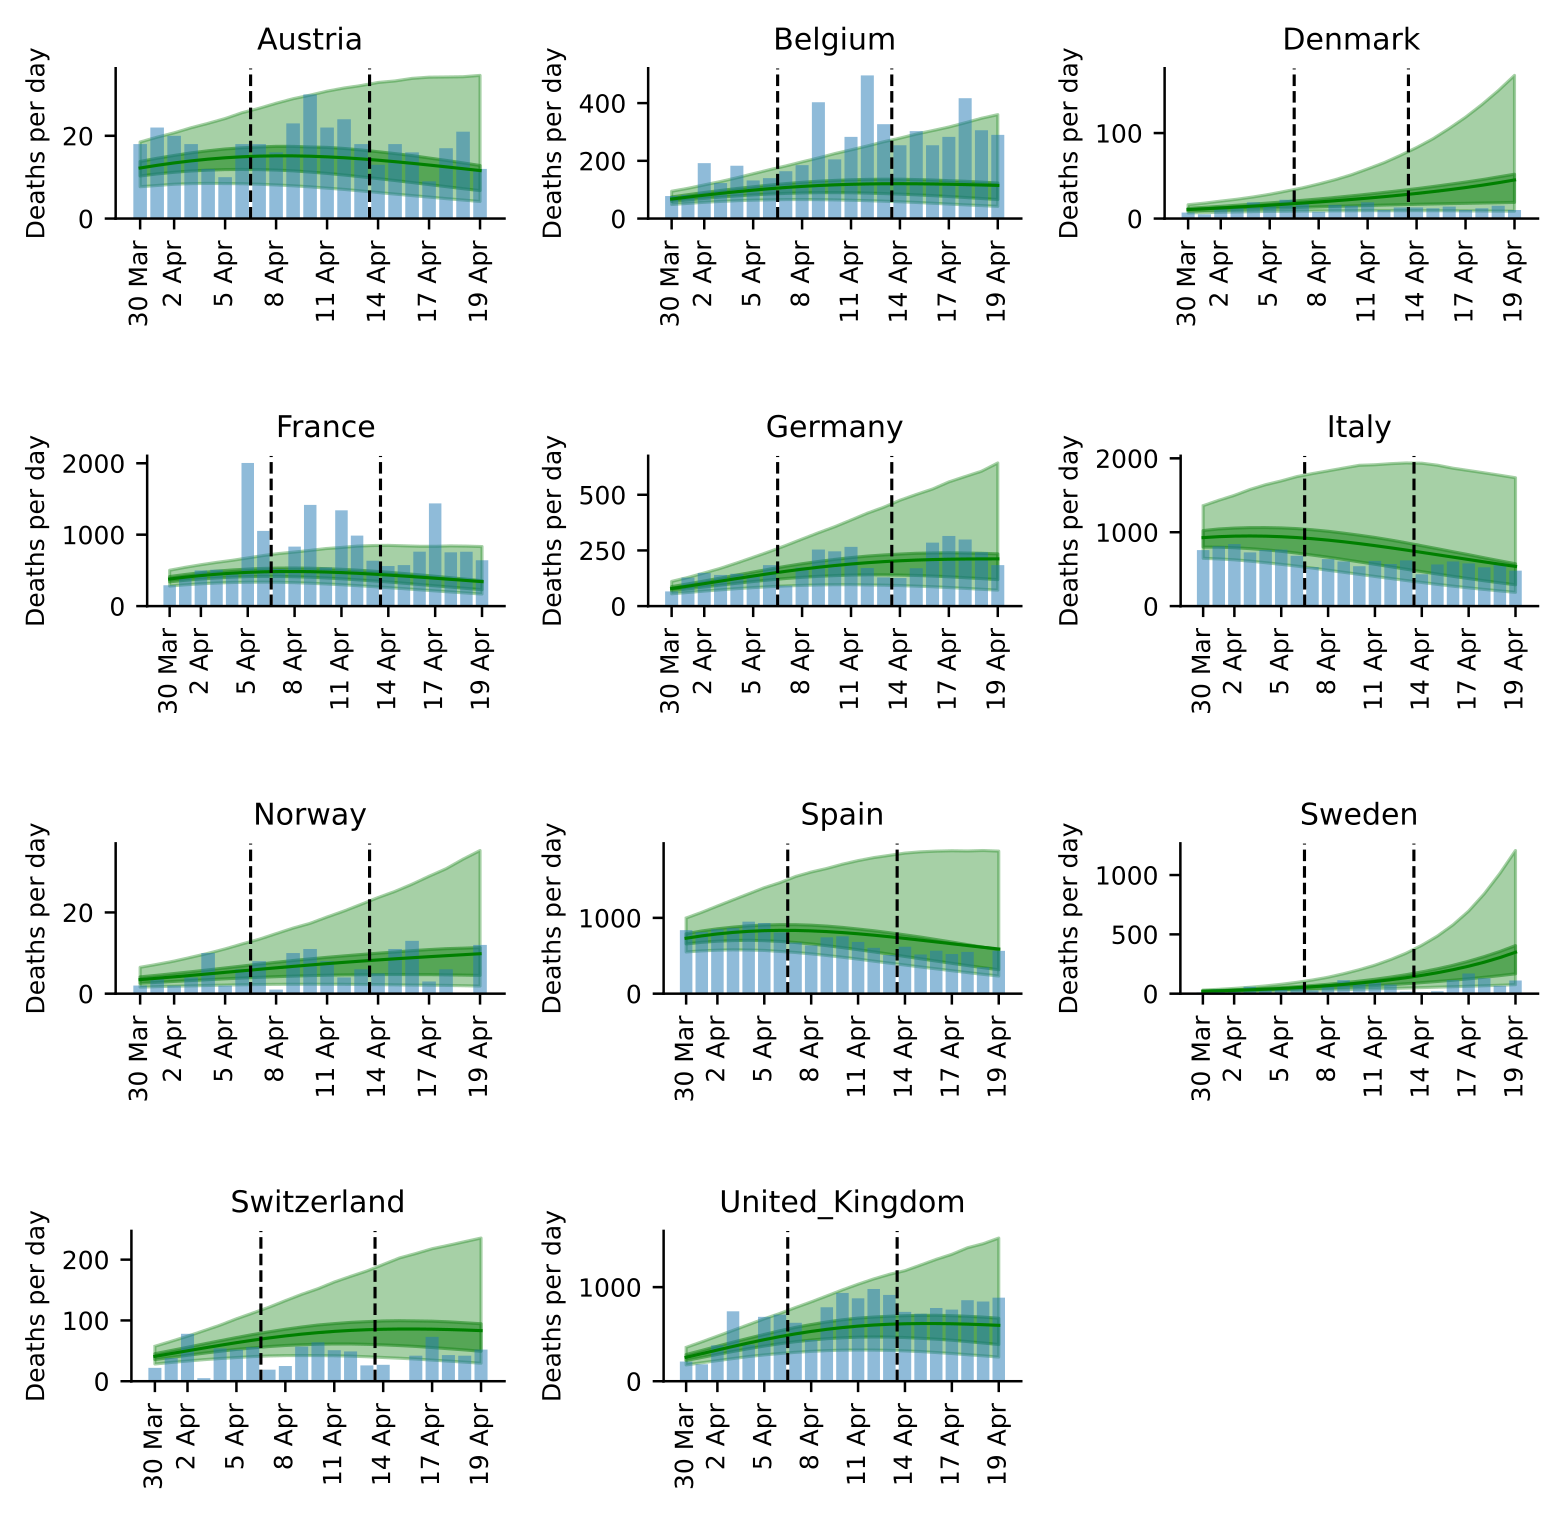 Austria
Deaths per day
20
0
30 Mar
2 Apr
5 Apr
8 Apr
11 Apr
14 Apr
17 Apr
19 Apr
Belgium
Deaths per day
400
200
0
30 Mar
2 Apr
5 Apr
8 Apr
11 Apr
14 Apr
17 Apr
19 Apr
Denmark
Deaths per day
100
0
30 Mar
2 Apr
5 Apr
8 Apr
11 Apr
14 Apr
17 Apr
19 Apr
France
Deaths per day
2000
1000
0
30 Mar
2 Apr
5 Apr
8 Apr
11 Apr
14 Apr
17 Apr
19 Apr
Germany
Deaths per day
500
250
0
30 Mar
2 Apr
5 Apr
8 Apr
11 Apr
14 Apr
17 Apr
19 Apr
Italy
Deaths per day
2000
1000
0
30 Mar
2 Apr
5 Apr
8 Apr
11 Apr
14 Apr
17 Apr
19 Apr
Norway
Deaths per day
20
0
30 Mar
2 Apr
5 Apr
8 Apr
11 Apr
14 Apr
17 Apr
19 Apr
Spain
Deaths per day
1000
0
30 Mar
2 Apr
5 Apr
8 Apr
11 Apr
14 Apr
17 Apr
19 Apr
Sweden
Deaths per day
1000
500
0
30 Mar
2 Apr
5 Apr
8 Apr
11 Apr
14 Apr
17 Apr
19 Apr
Switzerland
Deaths per day
200
100
0
30 Mar
2 Apr
5 Apr
8 Apr
11 Apr
14 Apr
17 Apr
19 Apr
United_Kingdom
Deaths per day
1000
0
30 Mar
2 Apr
5 Apr
8 Apr
11 Apr
14 Apr
17 Apr
19 Apr